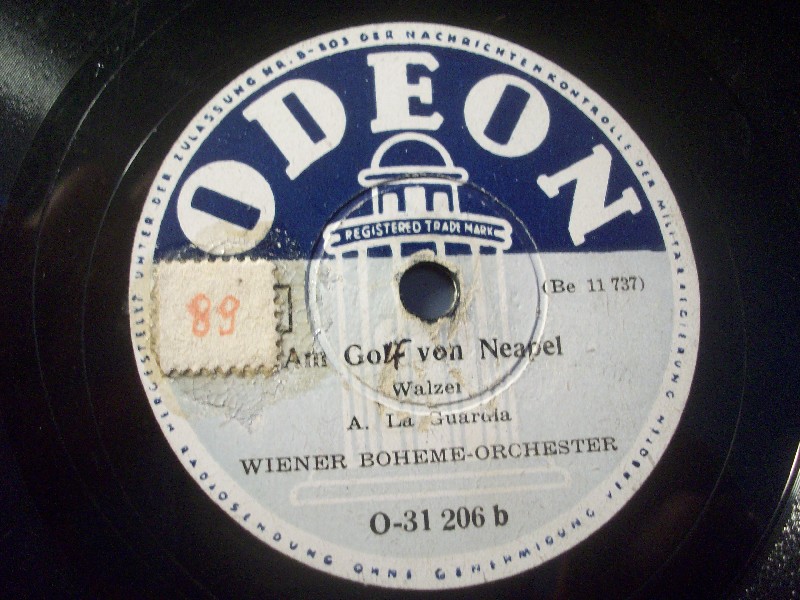 HERGESTELLT UNTER DER ZULASSUNG NR. B-503 DER NACHRICHTENKONTROLLE DER MILITÄRREGIERUNG
RADIOSENDUNG OHNE GENEHMIGUNG VERBOTEN
ODEON
REGISTERED TRADE MARK
(Be 11 737)
89
Am Golf von Neapel
Walzer
A. La Guardia
WIENER BOHEME-ORCHESTER
O-31 206 b